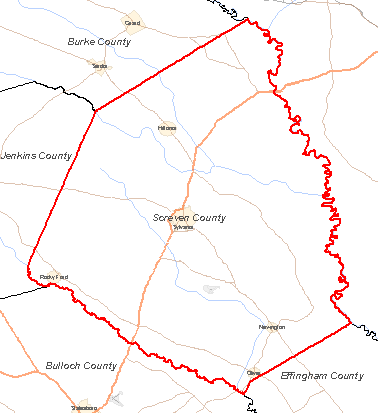 Girard
Burke County
Sardis
Hiltonia
Jenkins County
Screven County
Sylvania
Rocky Ford
Newington
Oliver
Bulloch County
Effingham County
Statesboro